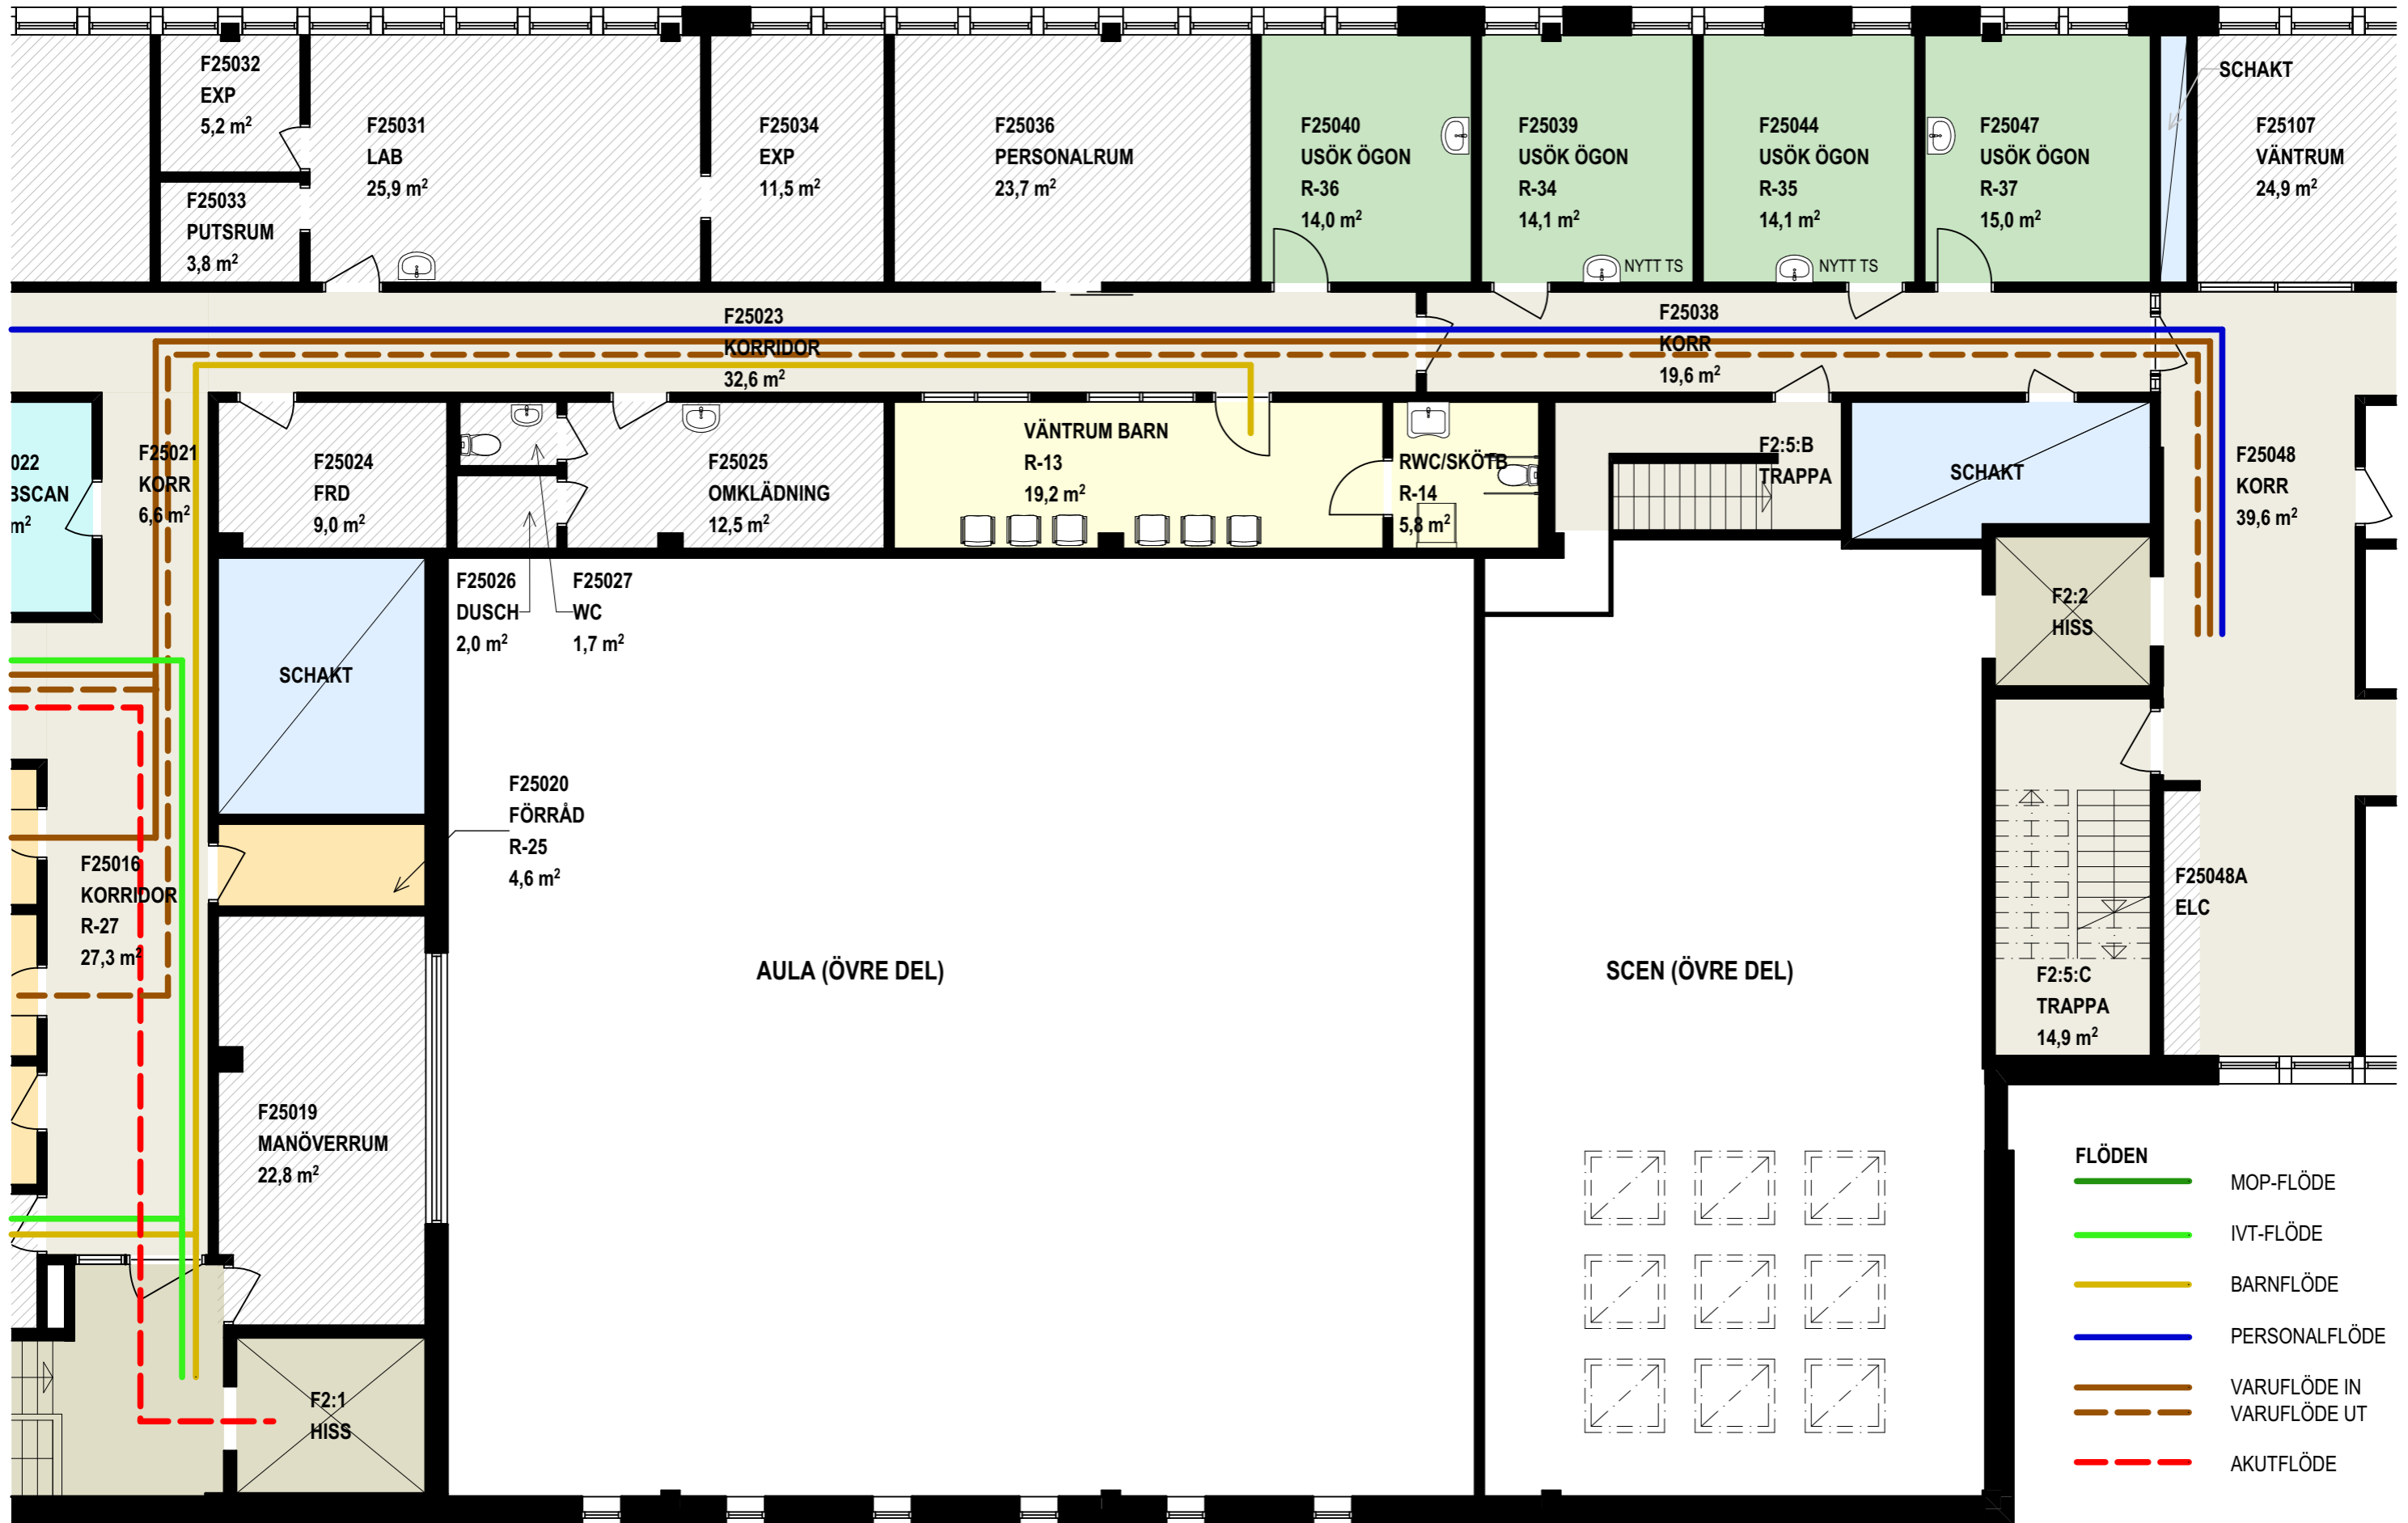 F25032
EXP
5,2 m²
F25033
PUTSRUM
3,8 m²
F25031
LAB
25,9 m²
F25034
EXP
11,5 m²
F25036
PERSONALRUM
23,7 m²
F25040
USÖK ÖGON
R-36
14,0 m²
F25039
USÖK ÖGON
R-34
14,1 m²
NYTT TS
F25044
USÖK ÖGON
R-35
14,1 m²
NYTT TS
F25047
USÖK ÖGON
R-37
15,0 m²
SCHAKT
F25107
VÄNTRUM
24,9 m²
F25023
KORRIDOR
32,6 m²
F25038
KORR
19,6 m²
022
BSCAN
m²
F25021
KORR
6,6 m²
F25024
FRD
9,0 m²
F25025
OMKLÄDNING
12,5 m²
VÄNTRUM BARN
R-13
19,2 m²
RWC/SKÖTB
R-14
5,8 m²
F2:5:B
TRAPPA
SCHAKT
F25048
KORR
39,6 m²
F25026
DUSCH
2,0 m²
F25027
WC
1,7 m²
F2:2
HISS
SCHAKT
F25020
FÖRRÅD
R-25
4,6 m²
F25016
KORRIDOR
R-27
27,3 m²
AULA (ÖVRE DEL)
SCEN (ÖVRE DEL)
F25048A
ELC
F2:5:C
TRAPPA
14,9 m²
F25019
MANÖVERRUM
22,8 m²
F2:1
HISS
FLÖDEN
MOP-FLÖDE
IVT-FLÖDE
BARNFLÖDE
PERSONALFLÖDE
VARUFLÖDE IN
VARUFLÖDE UT
AKUTFLÖDE